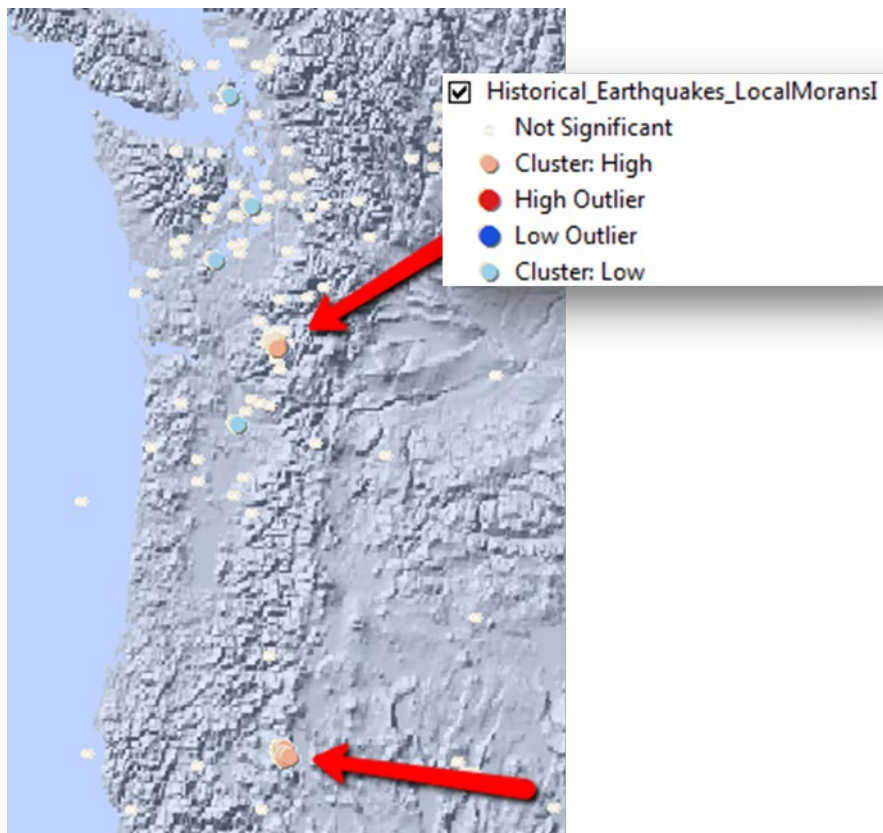 Historical_Earthquakes_LocalMoransI
Not Significant
Cluster: High
High Outlier
Low Outlier
Cluster: Low